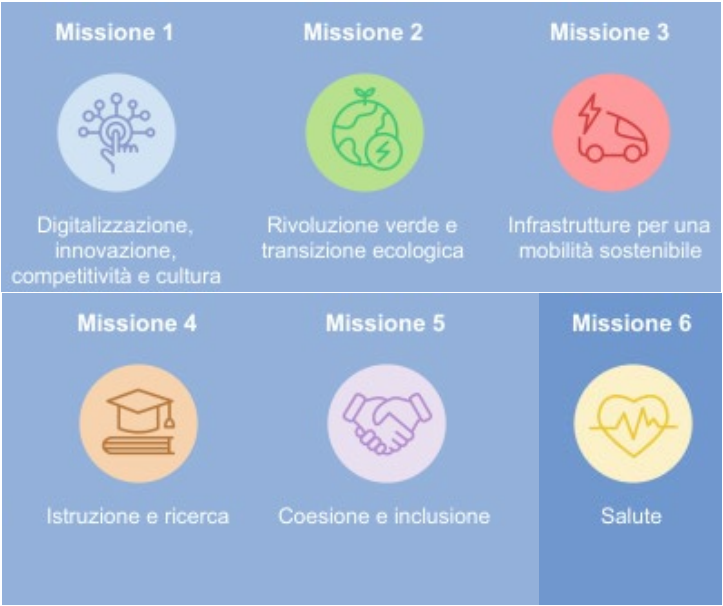 Missione 1
Missione 2
Missione 3
Digitalizzazione,
innovazione,
competitività e cultura
Rivoluzione verde e
transizione ecologica
Infrastrutture per una
mobilità sostenibile
Missione 4
Missione 5
Missione 6
Istruzione e ricerca
Coesione e inclusione
Salute